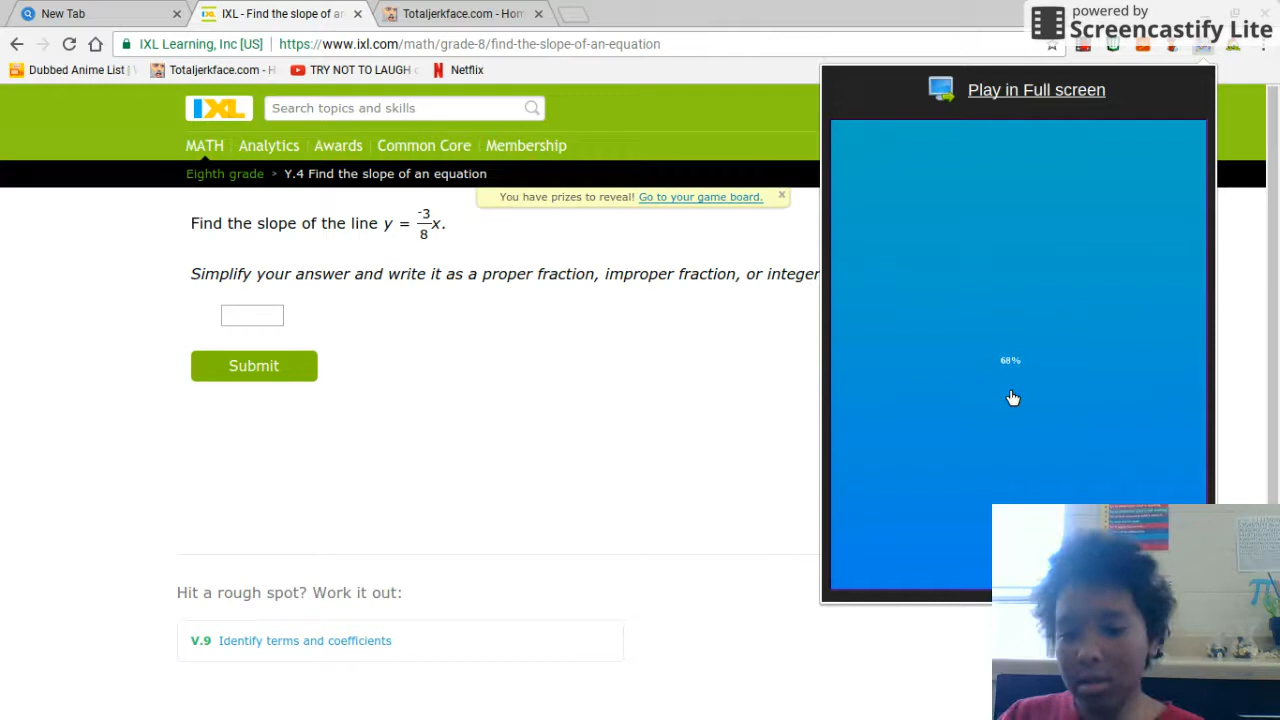 New Tab
IXL - Find the slope of an
Totaljerkface.com - Hom
powered by
Screencastify Lite
IXL Learning, Inc [US]
https://www.ixl.com/math/grade-8/find-the-slope-of-an-equation
Dubbed Anime List |
Totaljerkface.com - H
TRY NOT TO LAUGH
Netflix
Play in Full screen
IXL
Search topics and skills
MATH
Analytics
Awards
Common Core
Membership
Eighth grade > Y.4 Find the slope of an equation
You have prizes to reveal! Go to your game board.
Find the slope of the line y = -3/8 x.
Simplify your answer and write it as a proper fraction, improper fraction, or integer
Submit
68%
Hit a rough spot? Work it out:
V.9 Identify terms and coefficients